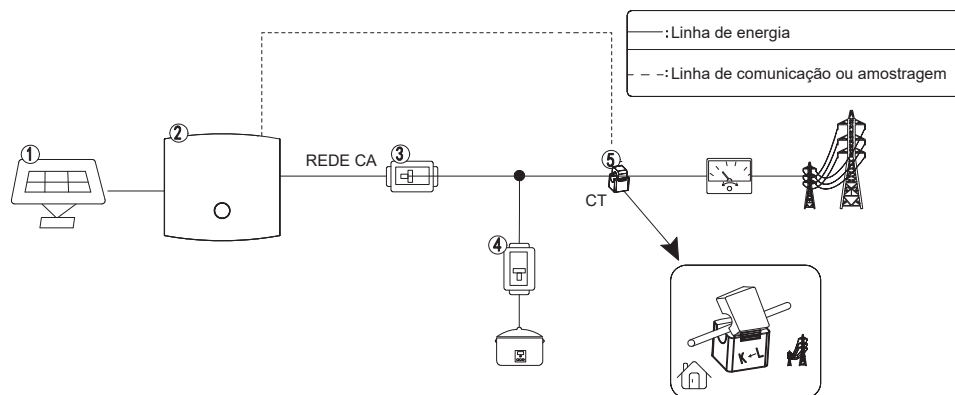 : Linha de energia
: Linha de comunicação ou amostragem
1
2
REDE CA
3
5
CT
4
K←L